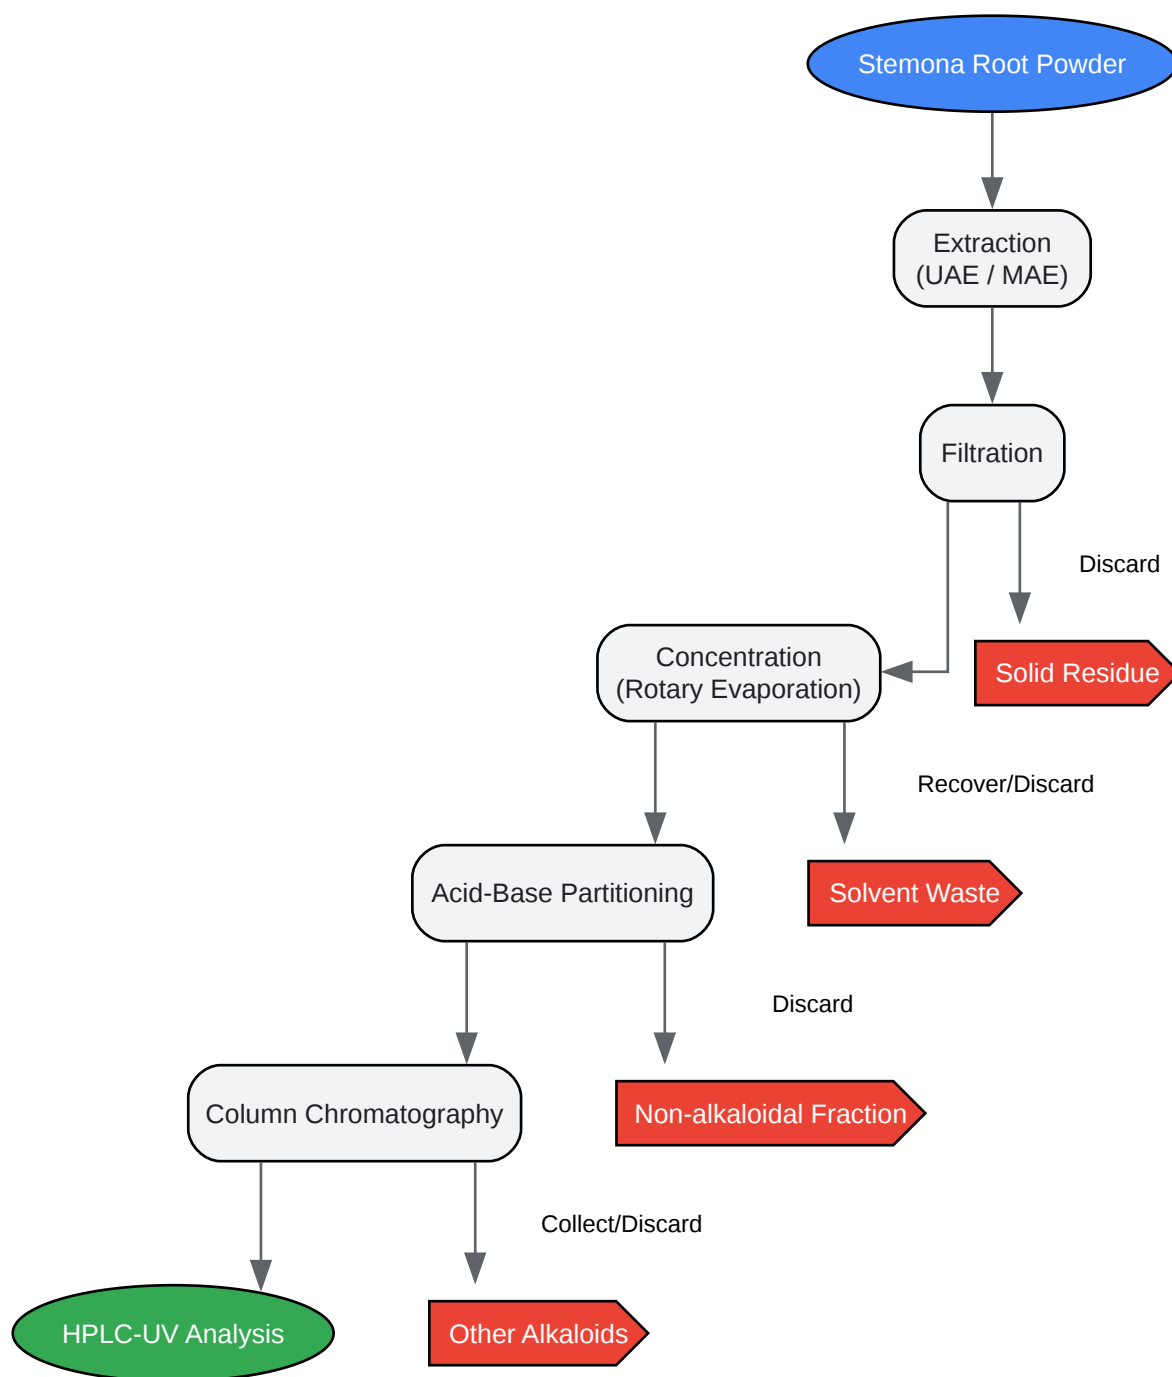 Stemona Root Powder
Extraction
(UAE / MAE)
Filtration
Discard
Concentration
(Rotary Evaporation)
Solid Residue
Recover/Discard
Acid-Base Partitioning
Solvent Waste
Discard
Column Chromatography
Non-alkaloidal Fraction
Collect/Discard
HPLC-UV Analysis
Other Alkaloids